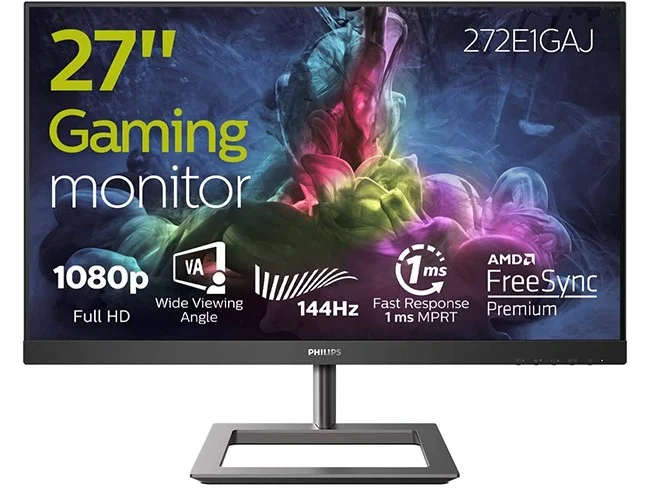 27"
272E1GAJ
Gaming
monitor
1080p
Full HD
VA
Wide Viewing
Angle
144Hz
1ms
Fast Response
1 ms MPRT
AMD
FreeSync
Premium
PHILIPS